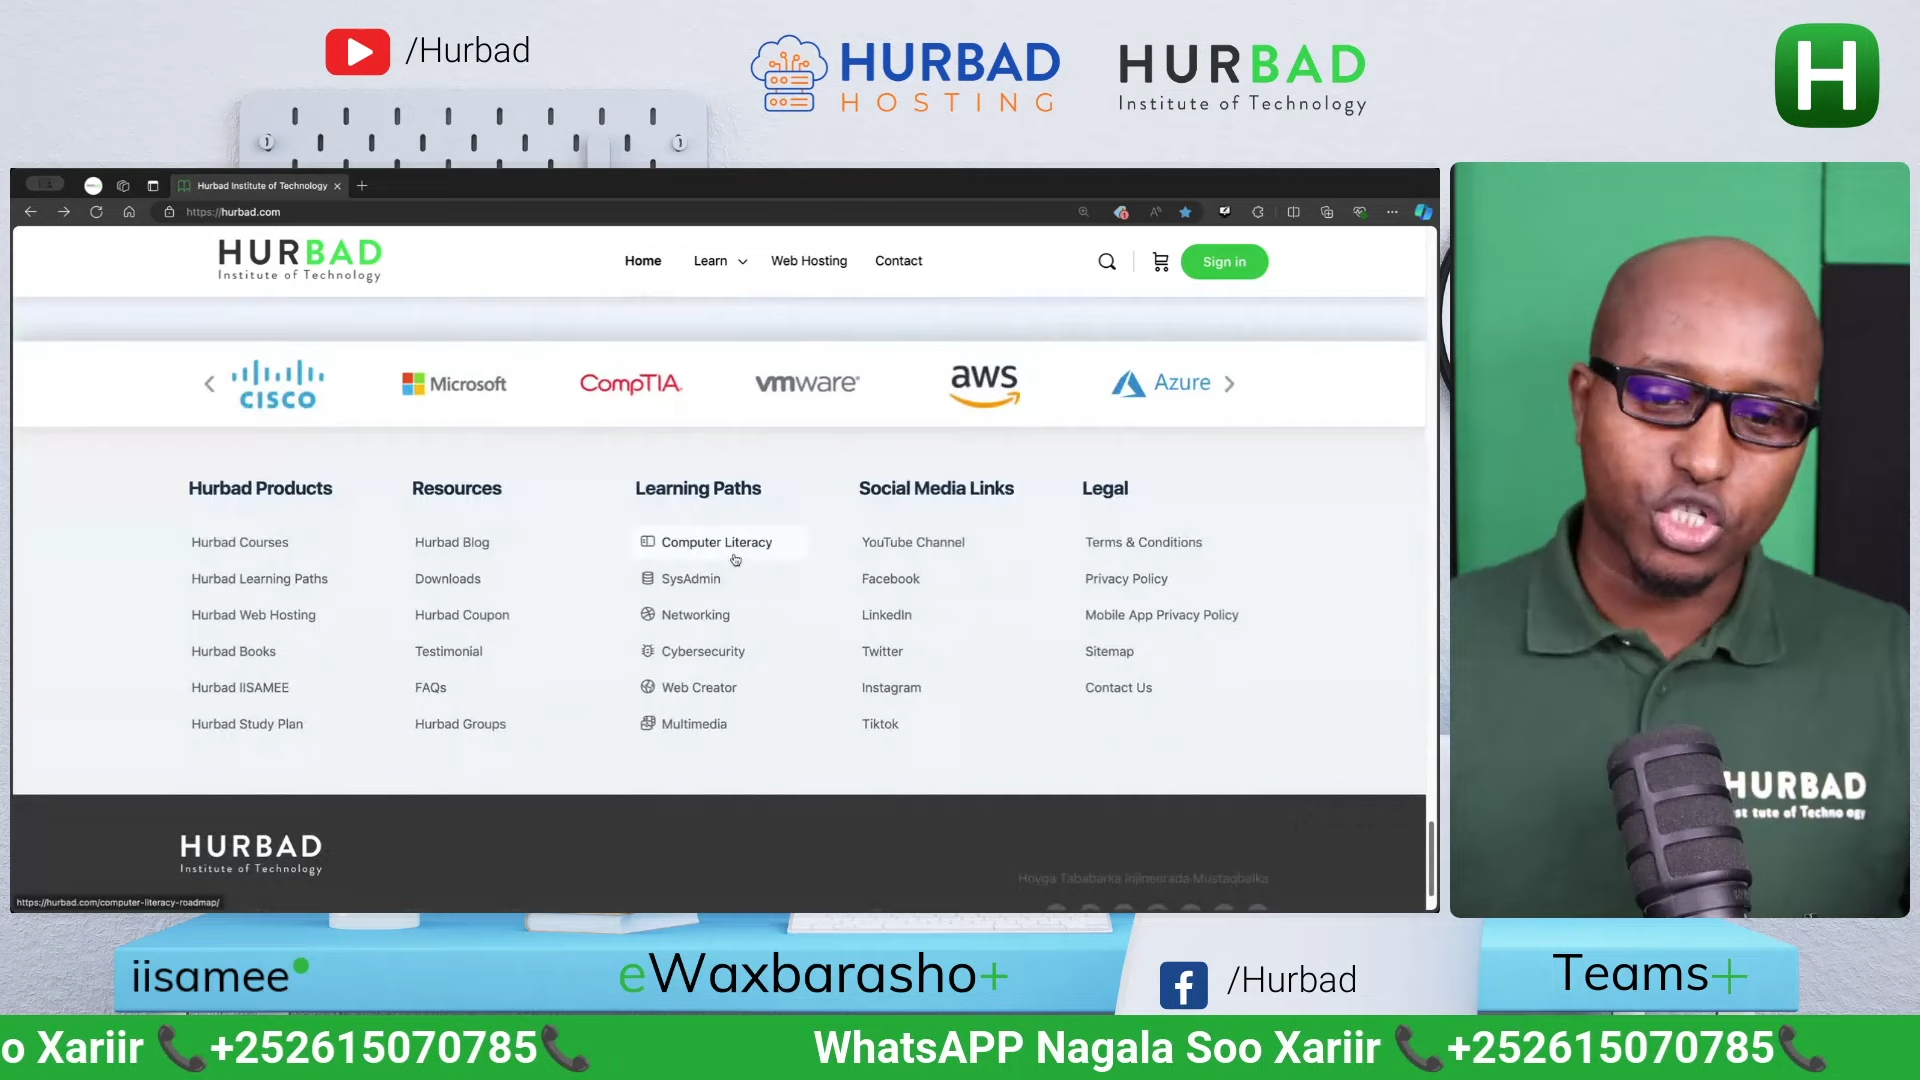 /Hurbad
HURBAD
HOSTING
HURBAD
Institute of Technology
H
Hurbad Institute of Technology
https://hurbad.com
HURBAD
Institute of Technology
Home
Learn
Web Hosting
Contact
Sign in
CISCO
Microsoft
CompTIA
vmware
aws
Azure
Hurbad Products
Hurbad Courses
Hurbad Learning Paths
Hurbad Web Hosting
Hurbad Books
Hurbad IISAMEE
Hurbad Study Plan
Resources
Hurbad Blog
Downloads
Hurbad Coupon
Testimonial
FAQs
Hurbad Groups
Learning Paths
Computer Literacy
SysAdmin
Networking
Cybersecurity
Web Creator
Multimedia
Social Media Links
YouTube Channel
Facebook
LinkedIn
Twitter
Instagram
Tiktok
Legal
Terms & Conditions
Privacy Policy
Mobile App Privacy Policy
Sitemap
Contact Us
HURBAD
Institute of Technology
Hoyga Tababarka Injineerada Mustaqbalka
https://hurbad.com/computer-literacy-roadmap/
HURBAD
iisamee
eWaxbarasho+
/Hurbad
Teams+
o Xariir +252615070785
WhatsAPP Nagala Soo Xariir +252615070785